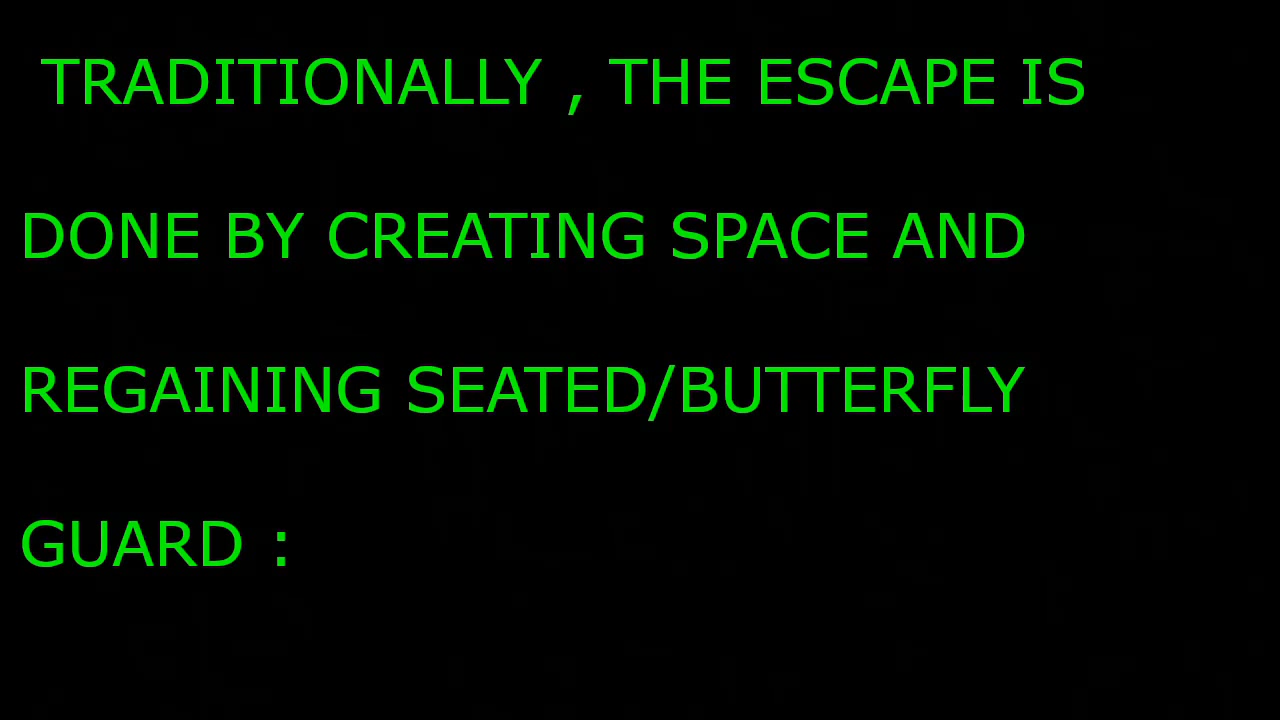 TRADITIONALLY , THE ESCAPE IS
DONE BY CREATING SPACE AND
REGAINING SEATED/BUTTERFLY
GUARD :